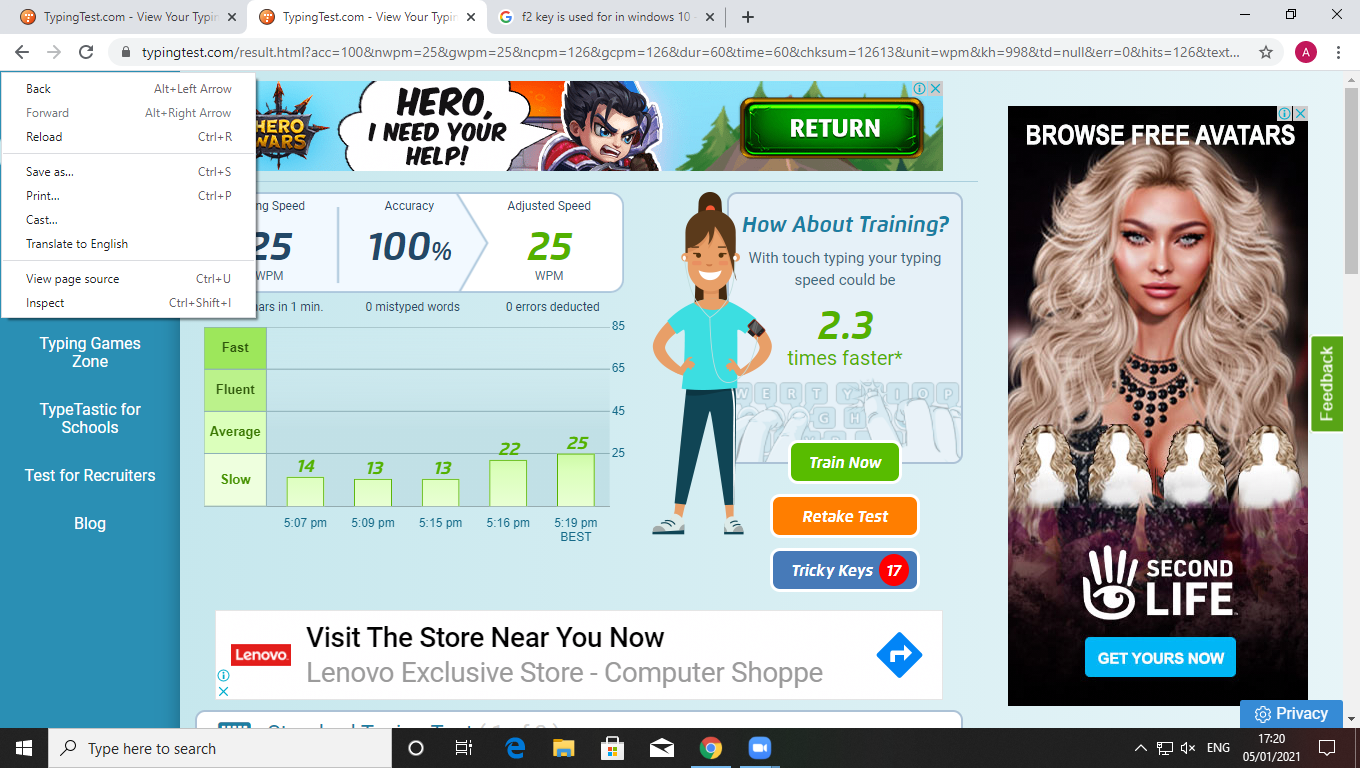 TypingTest.com - View Your Typin
TypingTest.com - View Your Typin
f2 key is used for in windows 10 -
typingtest.com/result.html?acc=100&nwpm=25&gwpm=25&ncpm=126&gcpm=126&dur=60&time=60&chksum=12613&unit=wpm&kh=998&td=null&err=0&hits=126&text...
A
Back Alt+Left Arrow
Forward Alt+Right Arrow
Reload Ctrl+R
Save as... Ctrl+S
Print... Ctrl+P
Cast...
Translate to English
View page source Ctrl+U
Inspect Ctrl+Shift+I
HERO WARS
HERO,
I NEED YOUR
HELP!
RETURN
ng Speed
25
WPM
Accuracy
100%
Adjusted Speed
25
WPM
ars in 1 min.
0 mistyped words
0 errors deducted
Typing Games
Zone
TypeTastic for
Schools
Test for Recruiters
Blog
85
65
45
25
Fast
Fluent
Average
Slow
14 13 13 22 25
5:07 pm 5:09 pm 5:15 pm 5:16 pm 5:19 pm
BEST
How About Training?
With touch typing your typing
speed could be
2.3
times faster*
W E R T Y I O P
G H
Train Now
Retake Test
Tricky Keys 17
BROWSE FREE AVATARS
SECOND
LIFE
GET YOURS NOW
Feedback
Lenovo
Visit The Store Near You Now
Lenovo Exclusive Store - Computer Shoppe
Privacy
Type here to search
ENG
17:20
05/01/2021